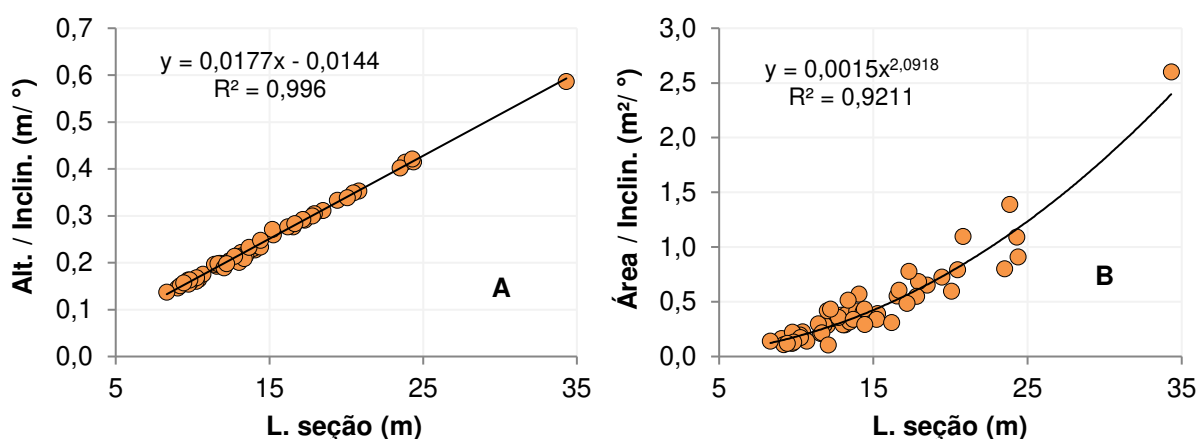 0,7
0,6
0,5
0,4
0,3
0,2
0,1
0,0
Alt. / Inclin. (m/ °)
y = 0,0177x - 0,0144
R² = 0,996
A
5
15
25
35
L. seção (m)
3,0
2,5
2,0
1,5
1,0
0,5
0,0
Área / Inclin. (m²/ °)
y = 0,0015x²,⁰⁹¹⁸
R² = 0,9211
B
5
15
25
35
L. seção (m)